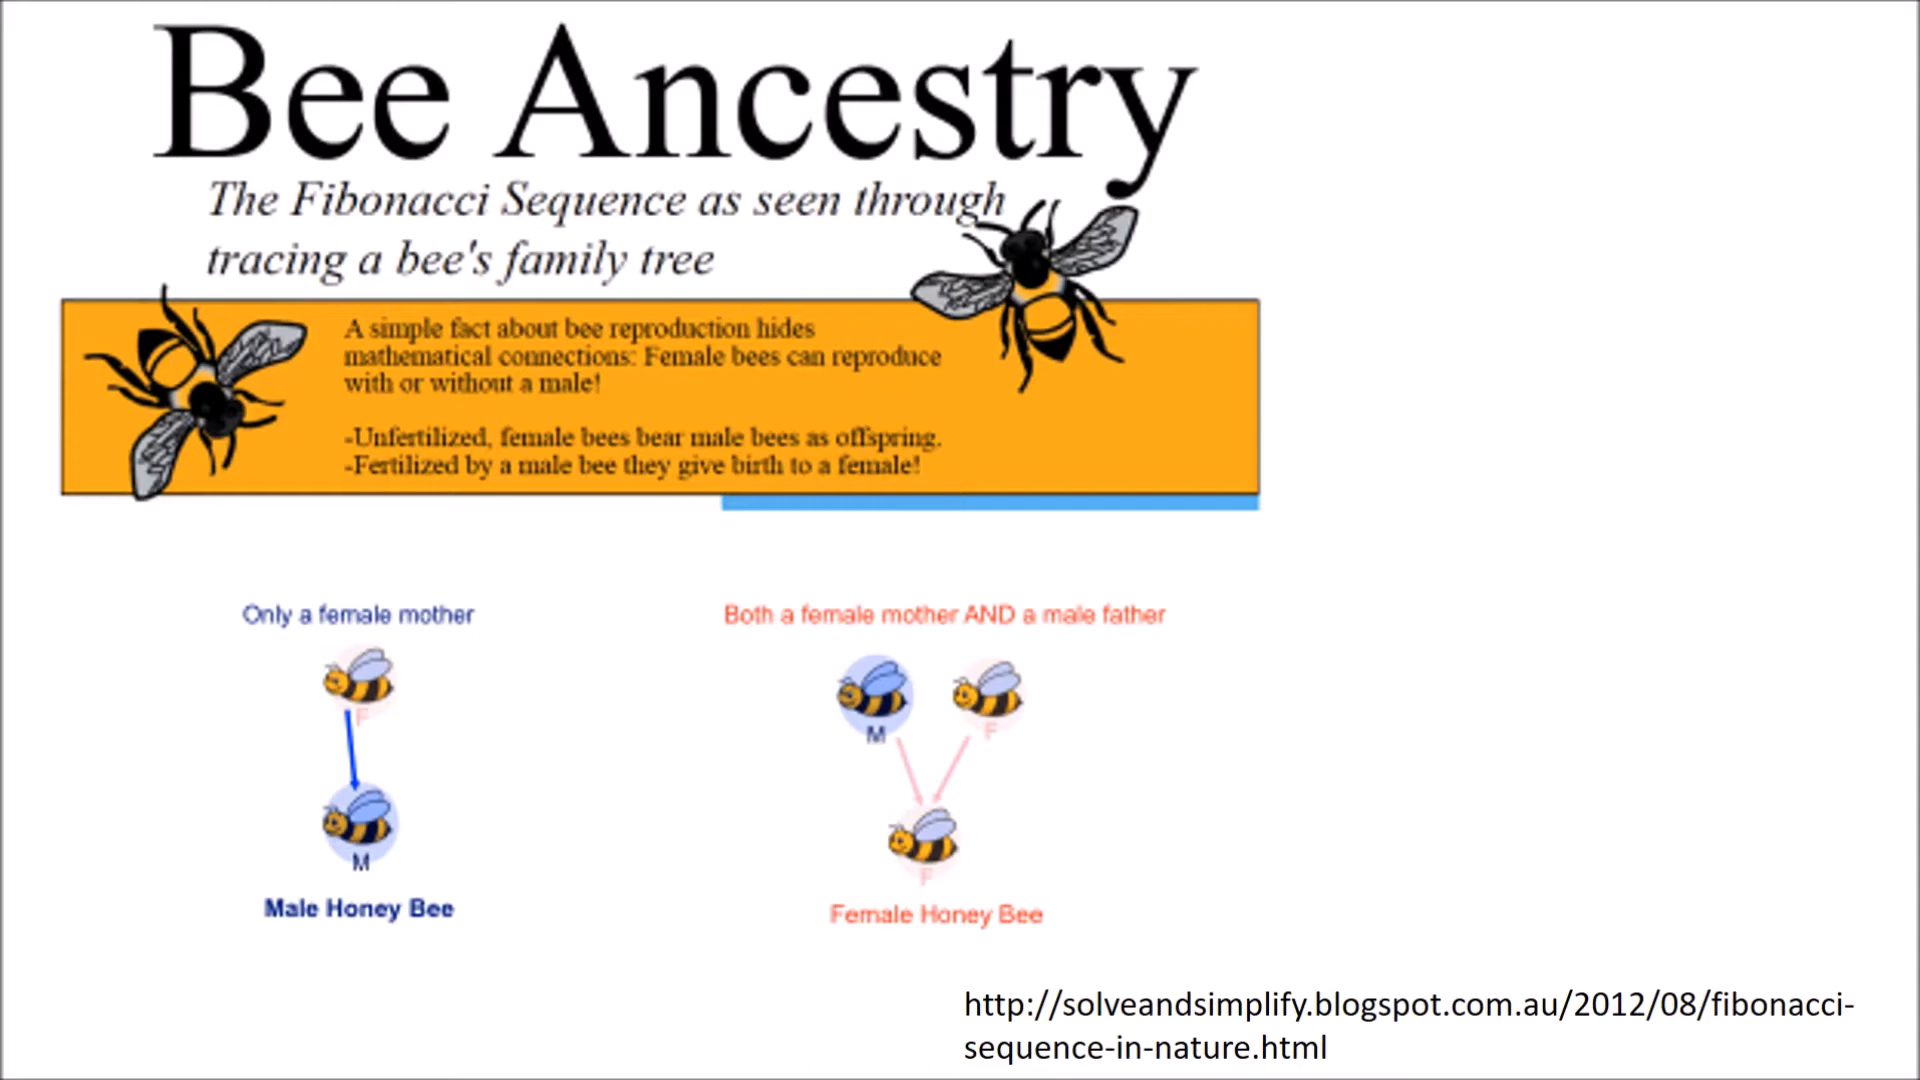 Bee Ancestry
The Fibonacci Sequence as seen through
tracing a bee's family tree
A simple fact about bee reproduction hides
mathematical connections: Female bees can reproduce
with or without a male!
-Unfertilized, female bees bear male bees as offspring.
-Fertilized by a male bee they give birth to a female!
Only a female mother
F
M
Male Honey Bee
Both a female mother AND a male father
M F
F
Female Honey Bee
http://solveandsimplify.blogspot.com.au/2012/08/fibonacci-
sequence-in-nature.html